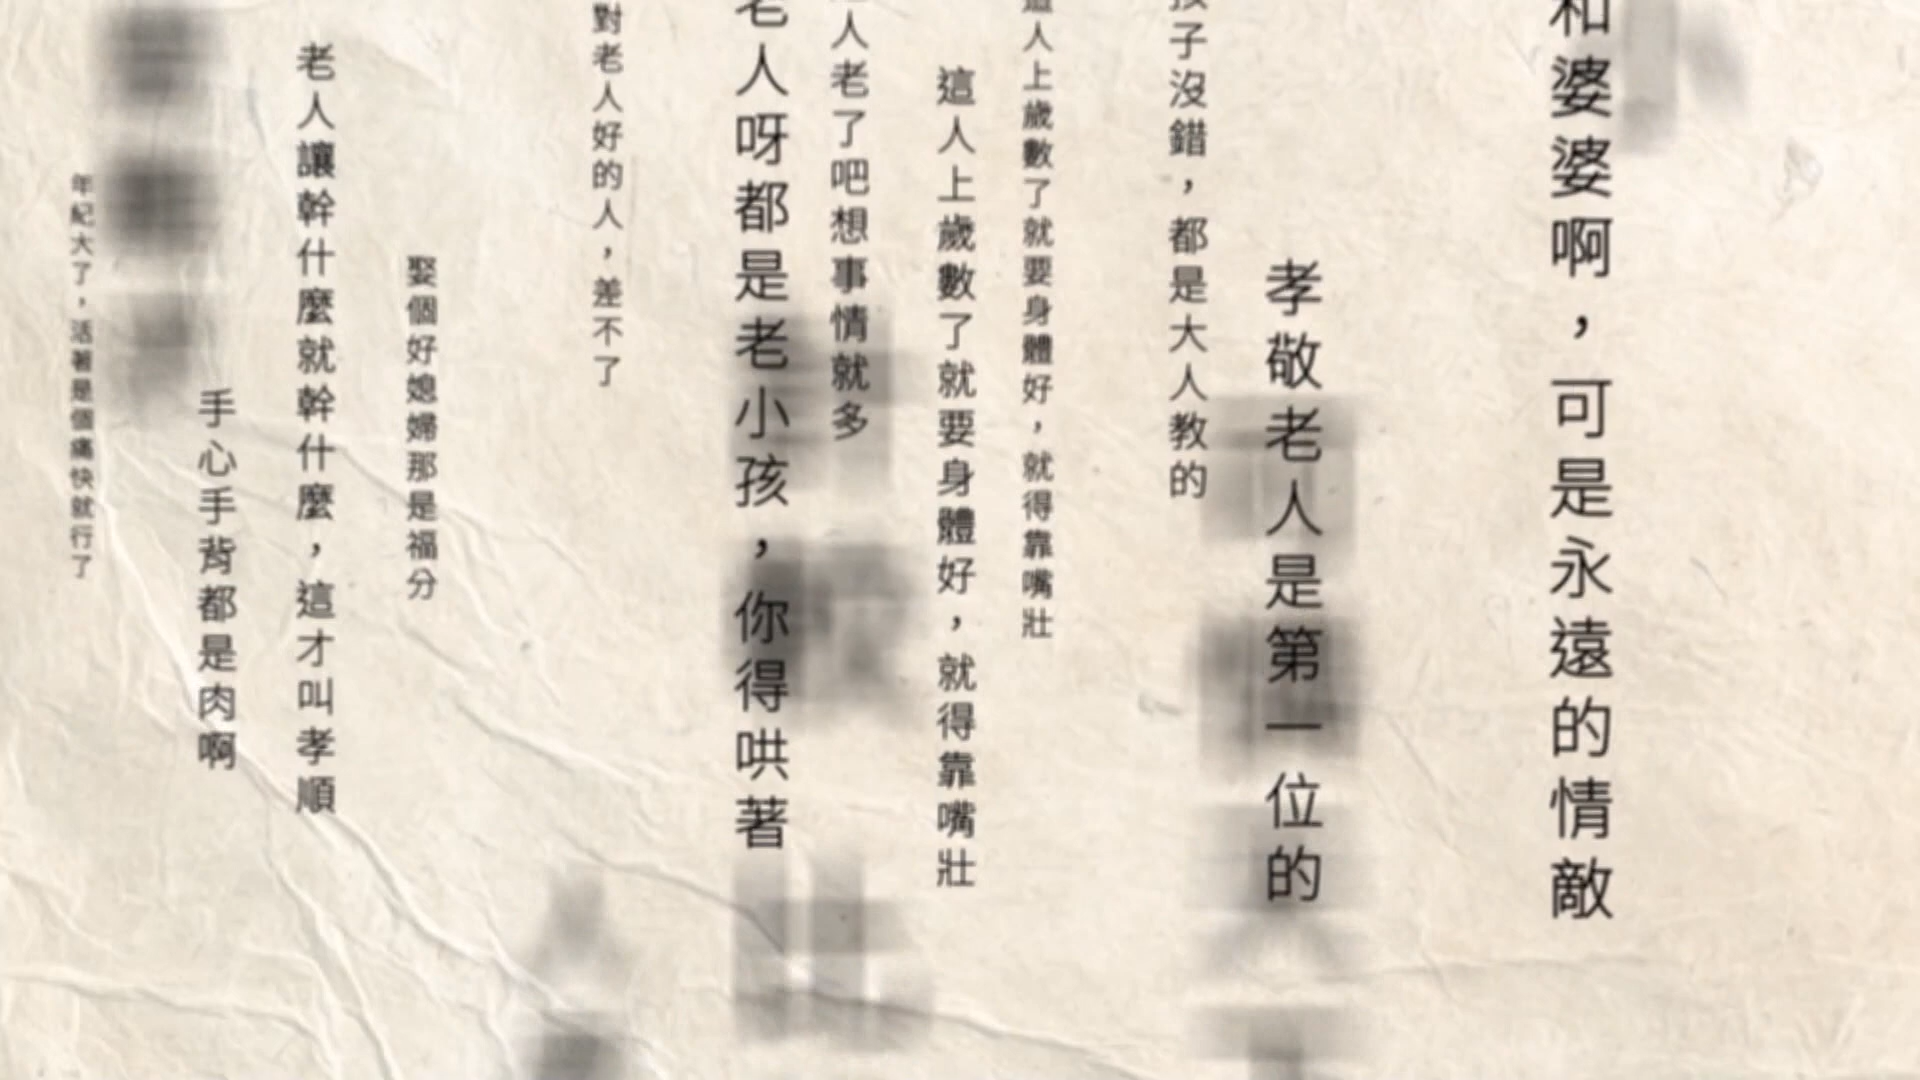 和婆婆啊，可是永遠的情敵
孝敬老人是第一位的
孩子沒錯，都是大人教的
這人上歲數了就要身體好，就得靠嘴壯
這人上歲數了就要身體好，就得靠嘴壯
人老了吧想事情就多
老人呀都是老小孩，你得哄著
對老人好的人，差不了
娶個好媳婦那是福分
老人讓幹什麼就幹什麼，這才叫孝順
手心手背都是肉啊
年紀大了，活著是個痛快就行了